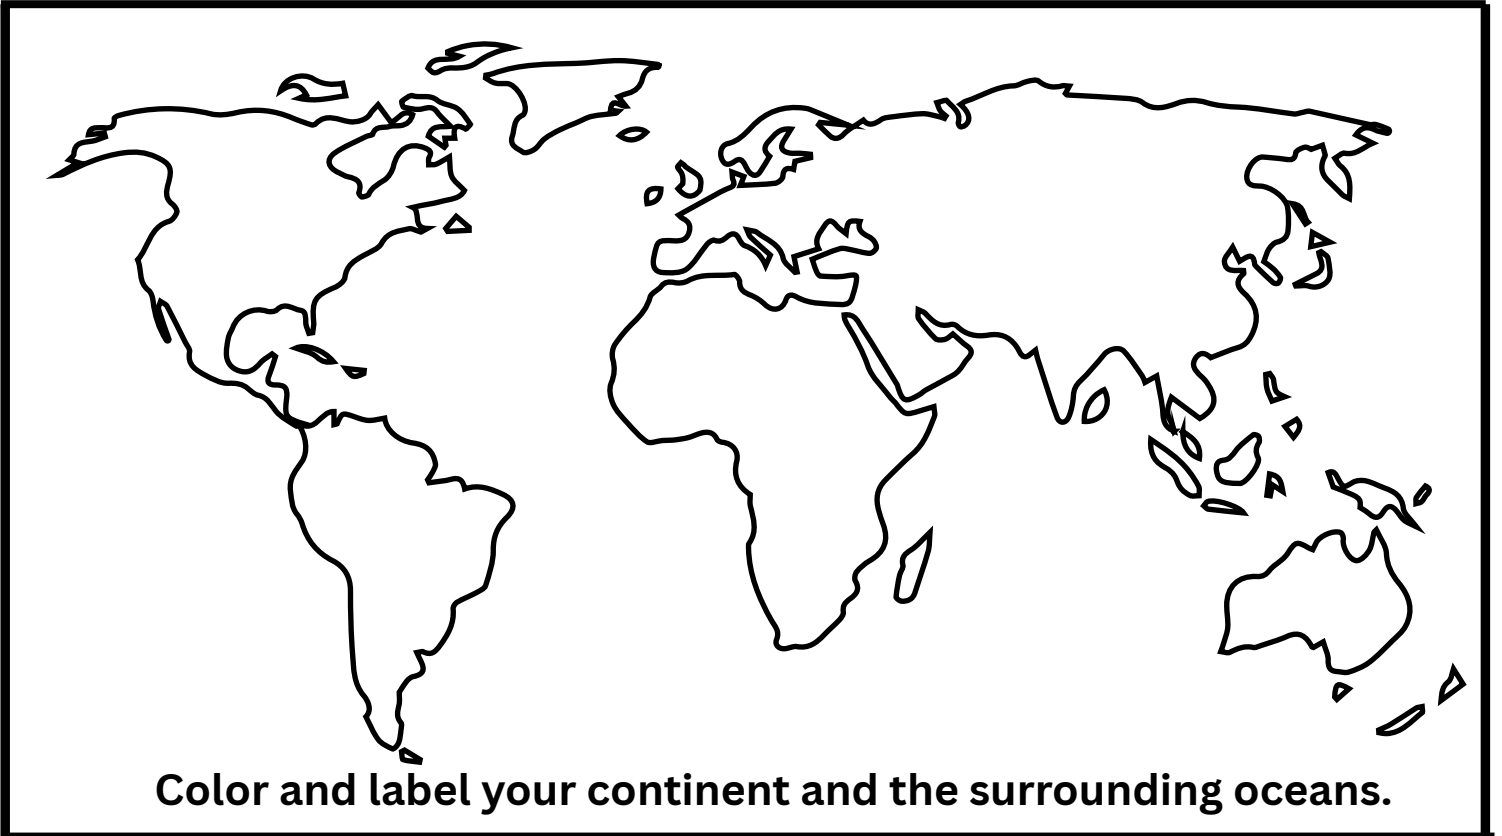 Color and label your continent and the surrounding oceans.